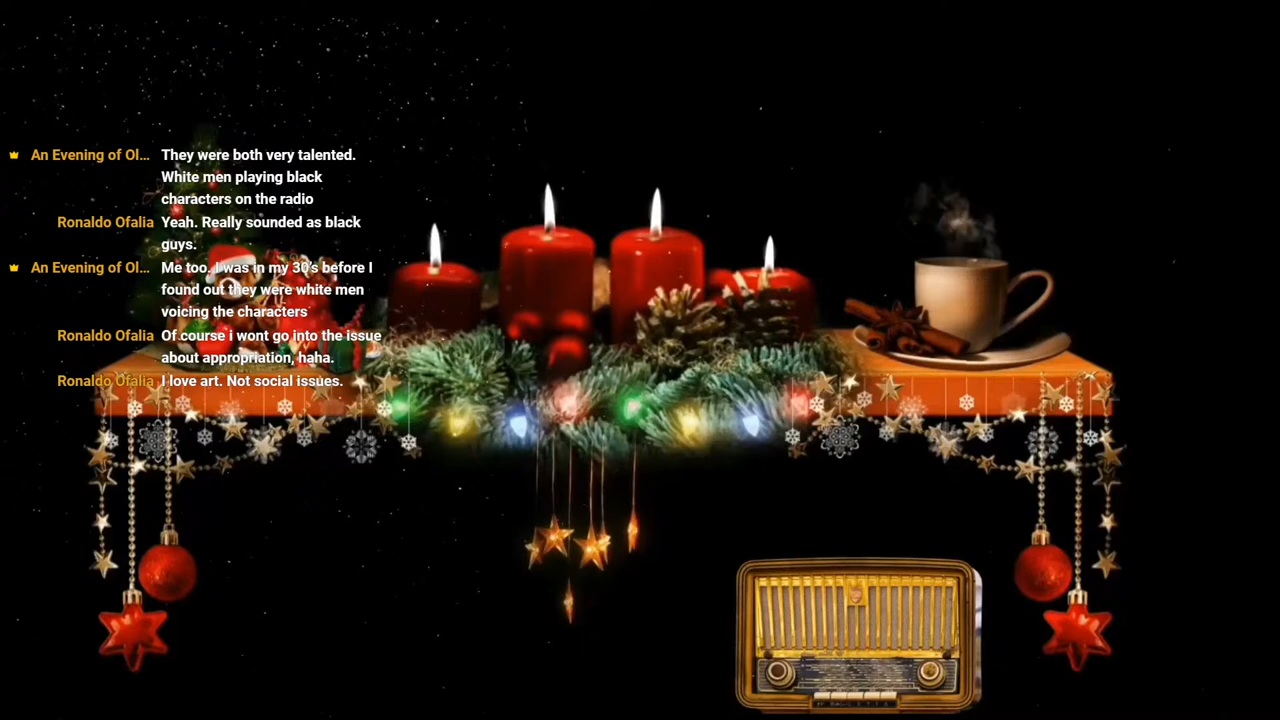 An Evening of Ol... They were both very talented.
White men playing black
characters on the radio
Ronaldo Ofalia Yeah. Really sounded as black
guys.
An Evening of Ol... Me too. I was in my 30's before I
found out they were white men
voicing the characters
Ronaldo Ofalia Of course i wont go into the issue
about appropriation, haha.
Ronaldo Ofalia I love art. Not social issues.